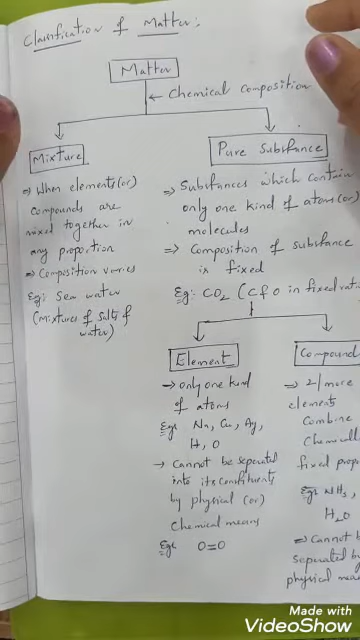 Classification of Matter:
Matter
← Chemical Composition
Mixture
⇒ When elements (or)
compounds are
mixed together in
any proportion
⇒ Composition varies
Eg: Sea water
(Mixtures of Salts &
water)
Pure Substance
⇒ Substances which contain
only one kind of atoms (or)
molecules
⇒ Composition of substance
is fixed
Eg: CO₂ (C & O in fixed
Element
→ only one kind
of atoms
Eg: Na, Cu, Ag,
H, O
→ Cannot be separated
into its constituents
by physical (or)
chemical means
Eg: O=O
Compound
⇒ 2/more
elements
Combine
fixed
Eg: NH₃,
H₂O
⇒ Cannot
separated by
physical
Made with
VideoShow